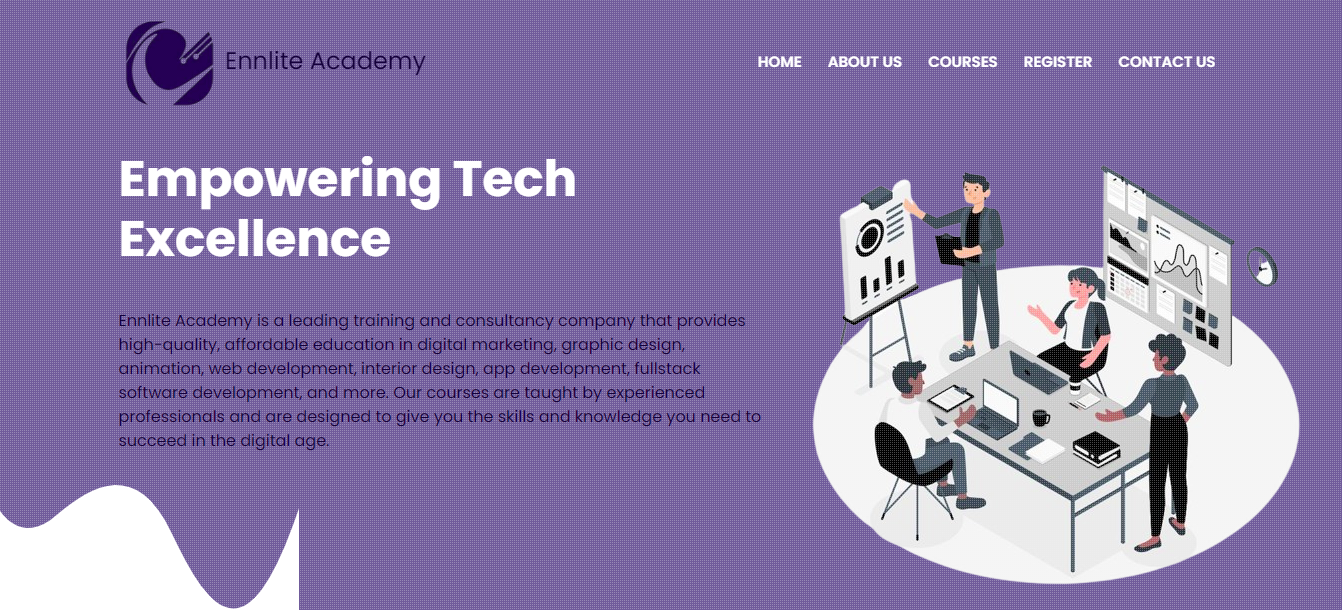 Ennlite Academy
HOME ABOUT US COURSES REGISTER CONTACT US
Empowering Tech
Excellence
Ennlite Academy is a leading training and consultancy company that provides
high-quality, affordable education in digital marketing, graphic design,
animation, web development, interior design, app development, fullstack
software development, and more. Our courses are taught by experienced
professionals and are designed to give you the skills and knowledge you need to
succeed in the digital age.